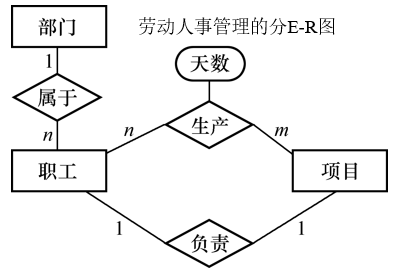 部门
劳动人事管理的分E-R图
1
天数
属于
n
n
生产
m
职工
项目
1
负责
1